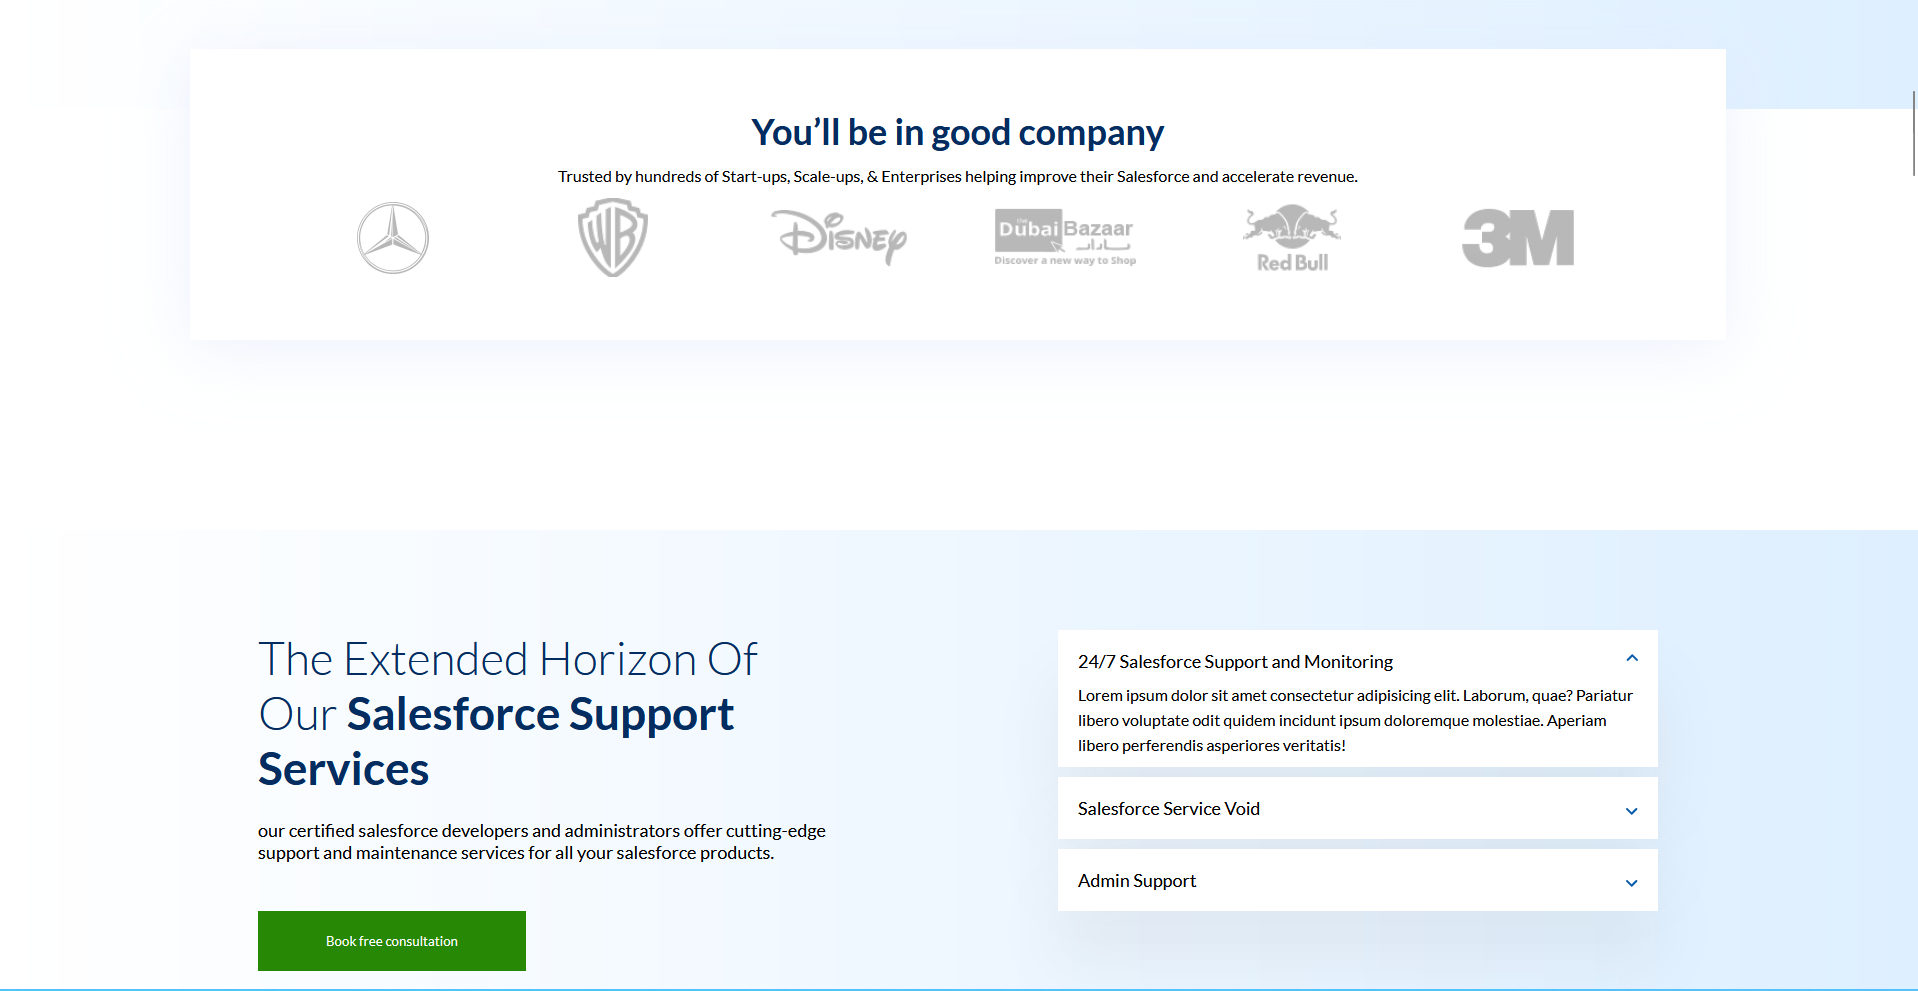 You’ll be in good company
Trusted by hundreds of Start-ups, Scale-ups, & Enterprises helping improve their Salesforce and accelerate revenue.
WB
Disney
the
Dubai Bazaar
Discover a new way to Shop
Red Bull
3M
The Extended Horizon Of
Our Salesforce Support
Services
our certified salesforce developers and administrators offer cutting-edge
support and maintenance services for all your salesforce products.
Book free consultation
24/7 Salesforce Support and Monitoring
Lorem ipsum dolor sit amet consectetur adipisicing elit. Laborum, quae? Pariatur
libero voluptate odit quidem incidunt ipsum doloremque molestiae. Aperiam
libero perferendis asperiores veritatis!
Salesforce Service Void
Admin Support